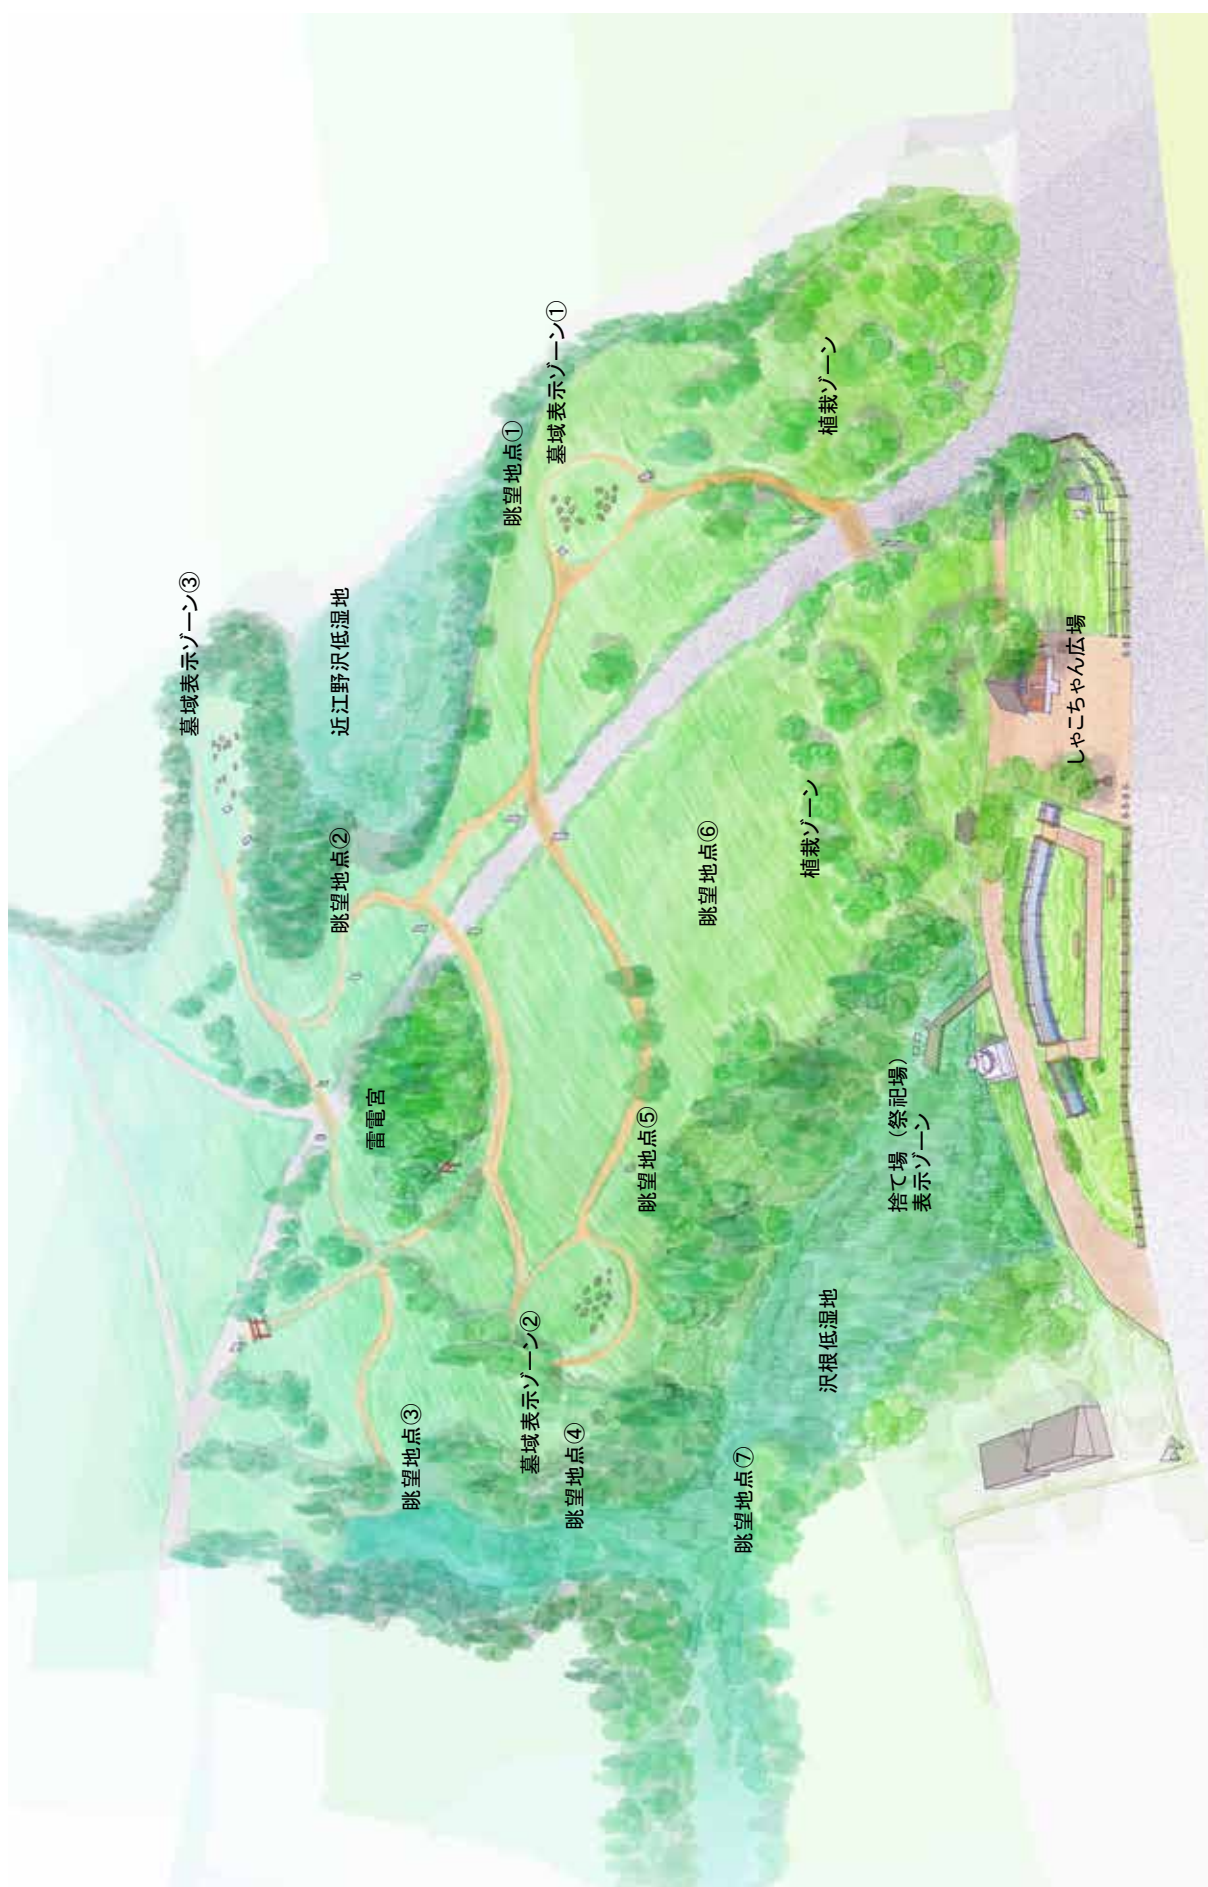 墓域表示ゾーン③
眺望地点②
近江野沢低湿地
雷電宮
眺望地点③
眺望地点①
墓域表示ゾーン②
墓域表示ゾーン①
眺望地点④
眺望地点⑤
眺望地点⑥
眺望地点⑦
沢根低湿地
植栽ゾーン
植栽ゾーン
捨て場（祭祀場）
表示ゾーン
しゃこちゃん広場